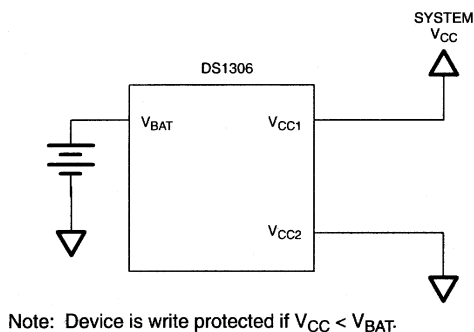 SYSTEM
VCC
DS1306
VBAT
VCC1
VCC2
Note: Device is write protected if VCC < VBAT.